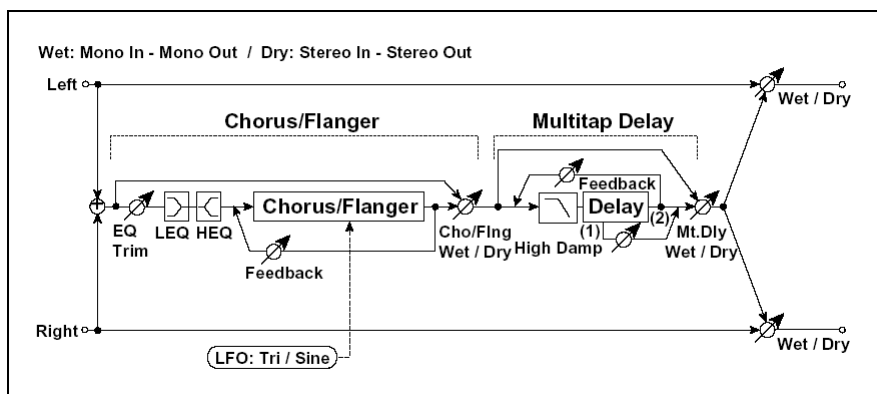 Wet: Mono In - Mono Out / Dry: Stereo In - Stereo Out
Left
Wet / Dry
Chorus/Flanger
Multitap Delay
Feedback
Chorus/Flanger
Delay
(1)
(2)
EQ
Trim
LEQ
HEQ
Feedback
Cho/Flng
Wet / Dry
High Damp
Mt.Dly
Wet / Dry
Right
Wet / Dry
LFO: Tri / Sine